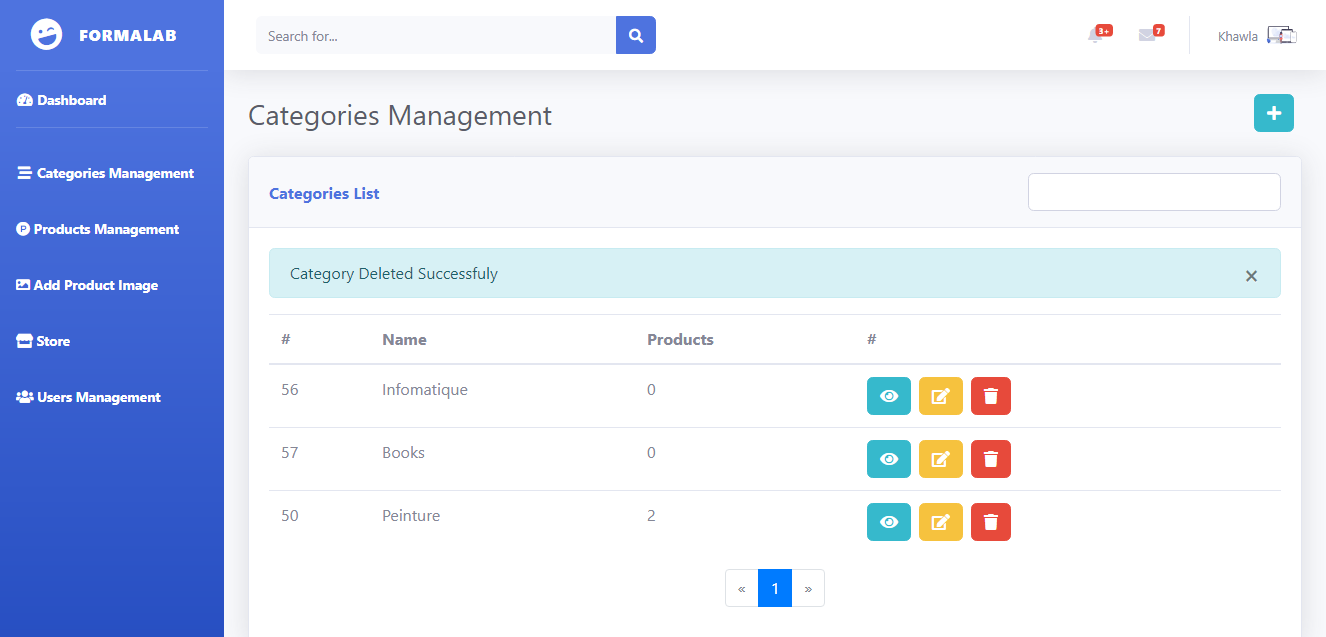 FORMALAB
Search for...
3+
7
Khawla
Dashboard
Categories Management
Products Management
Add Product Image
Store
Users Management
Categories Management
Categories List
Category Deleted Successfuly
×
# Name Products #
56 Infomatique 0
57 Books 0
50 Peinture 2
« 1 »